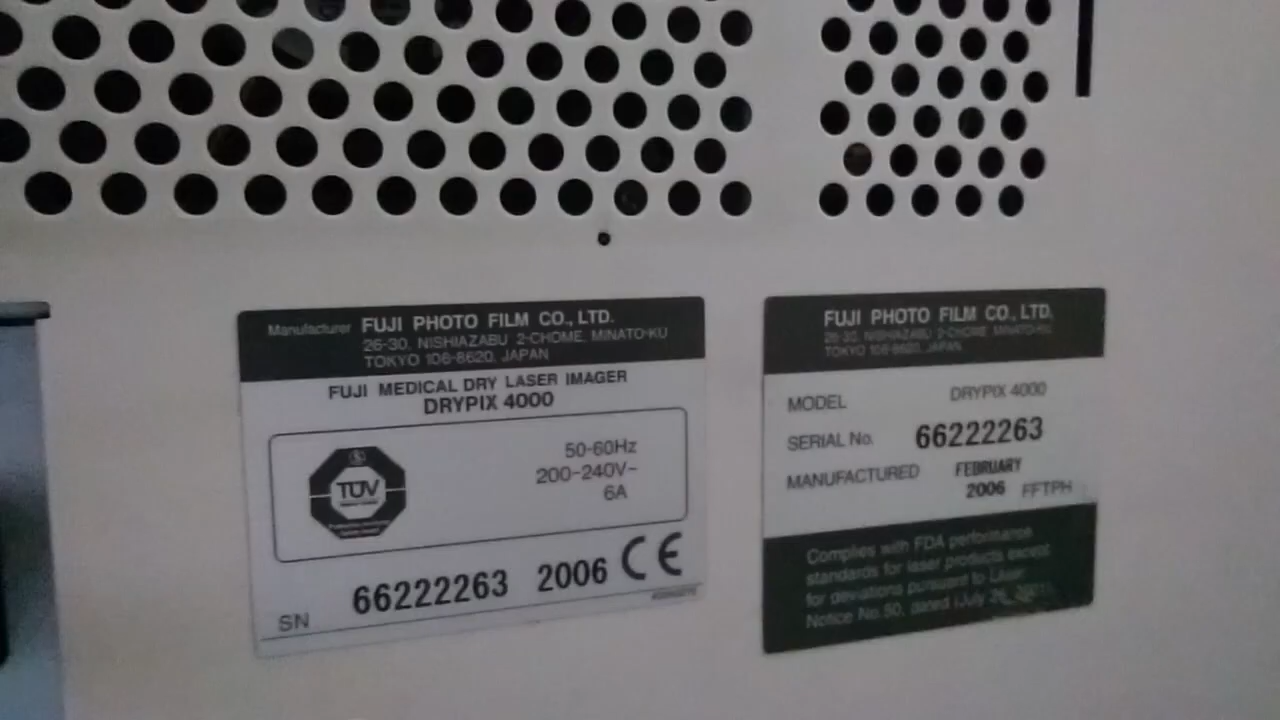 Manufacturer FUJI PHOTO FILM CO., LTD.
26-30, NISHIAZABU 2-CHOME, MINATO-KU
TOKYO 106-8620, JAPAN
FUJI MEDICAL DRY LASER IMAGER
DRYPIX 4000
TÜV
50-60Hz
200-240V~
6A
SN 66222263 2006 CE
FUJI PHOTO FILM CO., LTD.
26-30, NISHIAZABU 2-CHOME, MINATO-KU
TOKYO 106-8620, JAPAN
MODEL DRYPIX 4000
SERIAL No. 66222263
MANUFACTURED FEBRUARY
2006 FFTPH
Complies with FDA performance
standards for laser products except
for deviations pursuant to Laser
Notice No.50, dated July